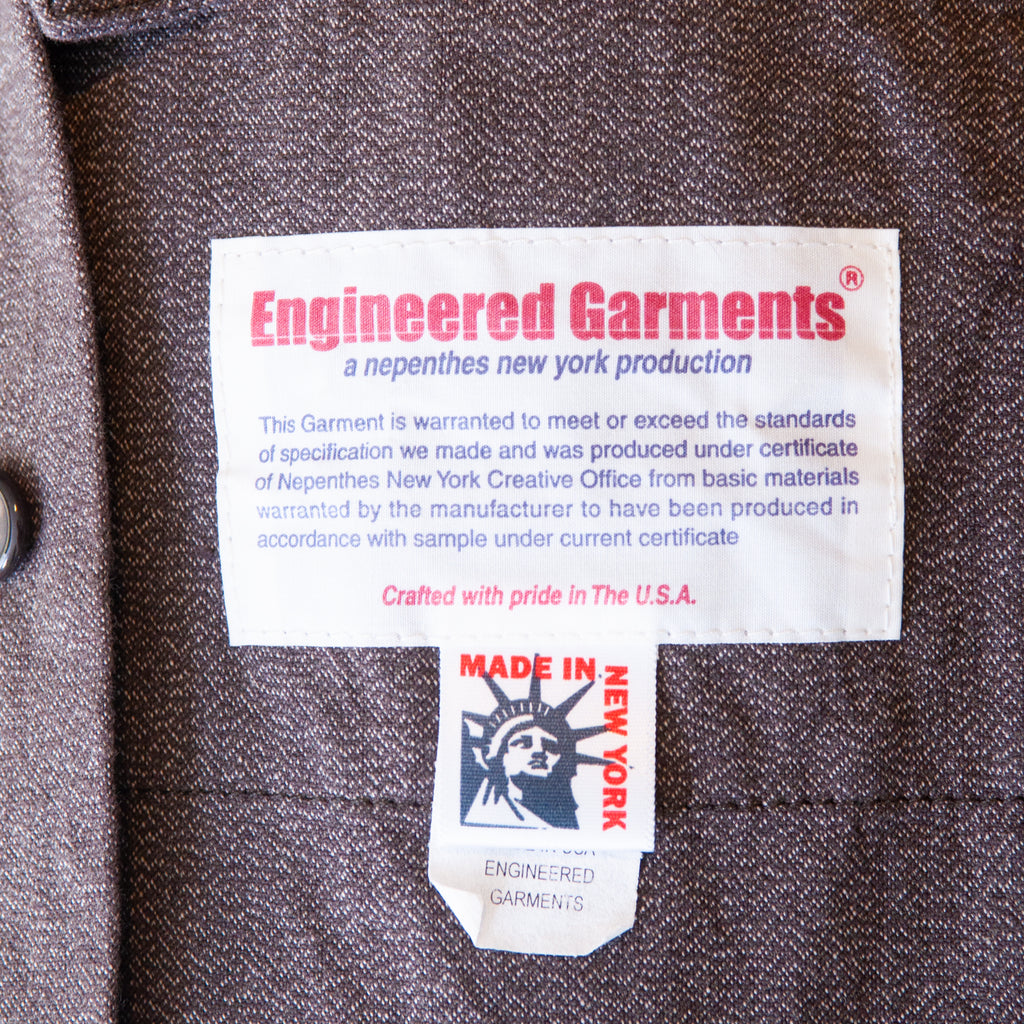 Engineered Garments®
a nepenthes new york production
This Garment is warranted to meet or exceed the standards
of specification we made and was produced under certificate
of Nepenthes New York Creative Office from basic materials
warranted by the manufacturer to have been produced in
accordance with sample under current certificate
Crafted with pride in The U.S.A.
MADE IN
NEW YORK
IN USA
ENGINEERED
GARMENTS